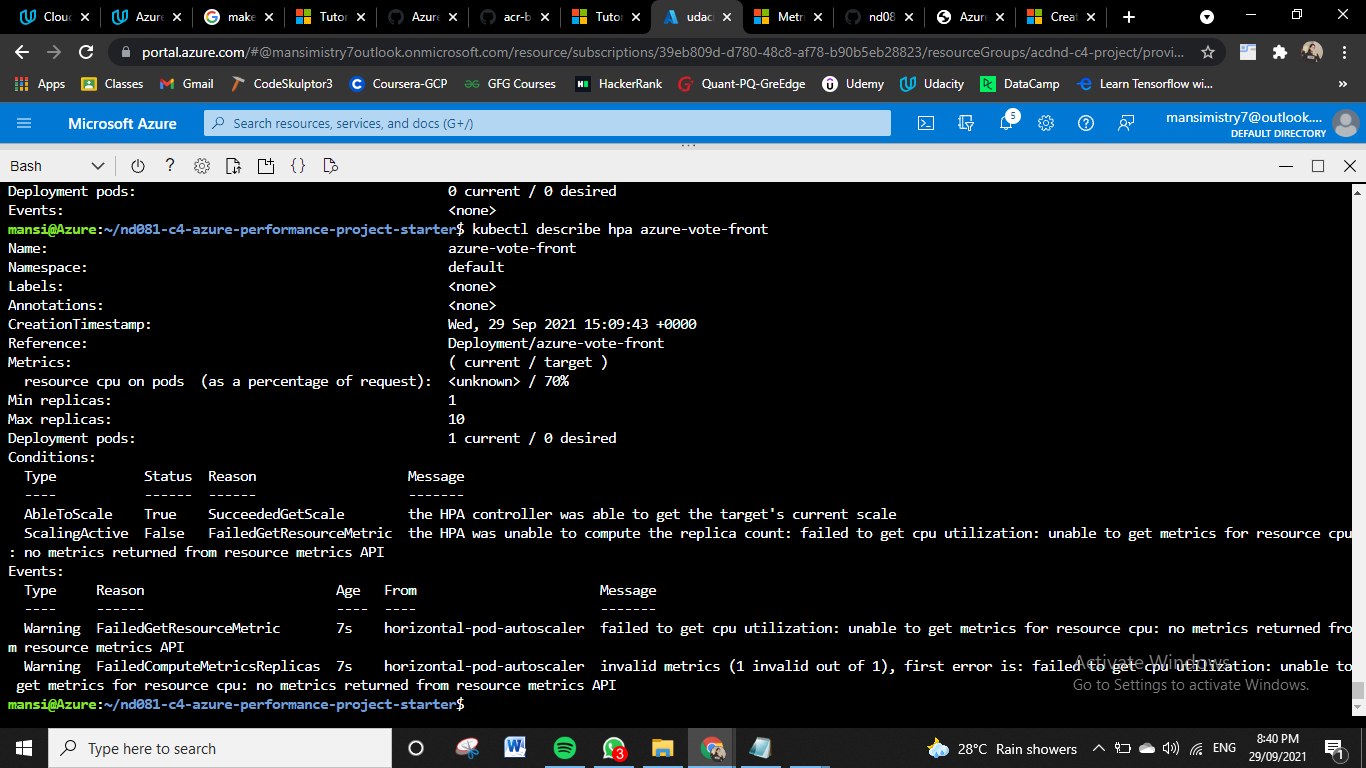 Cloud
Azure
make
Tutor
Azure
acr-b
Tutor
udaci
Metri
nd08
Azure
Creat
portal.azure.com/#@mansimistry7outlook.onmicrosoft.com/resource/subscriptions/39eb809d-d780-48c8-af78-b90b5eb28823/resourceGroups/acdnd-c4-project/provi...
Apps Classes Gmail CodeSkulptor3 Coursera-GCP GFG Courses HackerRank Quant-PQ-GreEdge Udemy Udacity DataCamp Learn Tensorflow wi... »
Microsoft Azure Search resources, services, and docs (G+/) 5 mansimistry7@outlook....
DEFAULT DIRECTORY
Bash
Deployment pods: 0 current / 0 desired
Events: <none>
mansi@Azure:~/nd081-c4-azure-performance-project-starter$ kubectl describe hpa azure-vote-front
Name: azure-vote-front
Namespace: default
Labels: <none>
Annotations: <none>
CreationTimestamp: Wed, 29 Sep 2021 15:09:43 +0000
Reference: Deployment/azure-vote-front
Metrics: ( current / target )
resource cpu on pods (as a percentage of request): <unknown> / 70%
Min replicas: 1
Max replicas: 10
Deployment pods: 1 current / 0 desired
Conditions:
Type Status Reason Message
---- ------ ------ -------
AbleToScale True SucceededGetScale the HPA controller was able to get the target's current scale
ScalingActive False FailedGetResourceMetric the HPA was unable to compute the replica count: failed to get cpu utilization: unable to get metrics for resource cpu
: no metrics returned from resource metrics API
Events:
Type Reason Age From Message
---- ------ ---- ---- -------
Warning FailedGetResourceMetric 7s horizontal-pod-autoscaler failed to get cpu utilization: unable to get metrics for resource cpu: no metrics returned fro
m resource metrics API
Warning FailedComputeMetricsReplicas 7s horizontal-pod-autoscaler invalid metrics (1 invalid out of 1), first error is: failed to get cpu utilization: unable to
get metrics for resource cpu: no metrics returned from resource metrics API
mansi@Azure:~/nd081-c4-azure-performance-project-starter$
Activate Windows
Go to Settings to activate Windows.
Type here to search 3 28°C Rain showers ENG 8:40 PM
29/09/2021 1